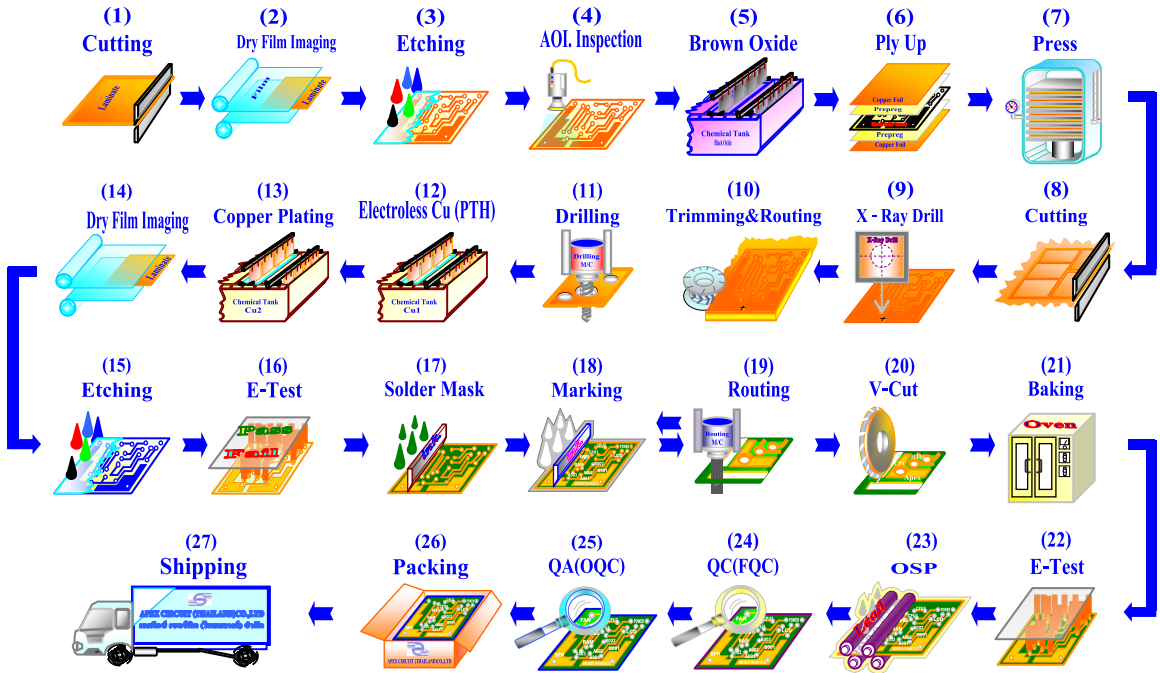 (1)
Cutting
Laminate
(2)
Dry Film Imaging
Film
Laminate
(3)
Etching
(4)
AOI. Inspection
(5)
Brown Oxide
Chemical Tank
Black Oxide
(6)
Ply Up
Copper Foil
Prepreg
Prepreg
Copper Foil
(7)
Press
(8)
Cutting
(9)
X - Ray Drill
X-Ray Drill
(10)
Trimming&Routing
(11)
Drilling
Drilling
M/C
(12)
Electroless Cu (PTH)
Chemical Tank
Cu1
(13)
Copper Plating
Chemical Tank
Cu2
(14)
Dry Film Imaging
Laminate
(15)
Etching
(16)
E-Test
Pass
Fail
(17)
Solder Mask
(18)
Marking
(19)
Routing
Routing
M/C
(20)
V-Cut
Apex
(21)
Baking
Oven
(22)
E-Test
(23)
OSP
(24)
QC(FQC)
(25)
QA(OQC)
(26)
Packing
APEX CIRCUIT (THAILAND)CO.,LTD
(27)
Shipping
APEX CIRCUIT (THAILAND)CO.,LTD